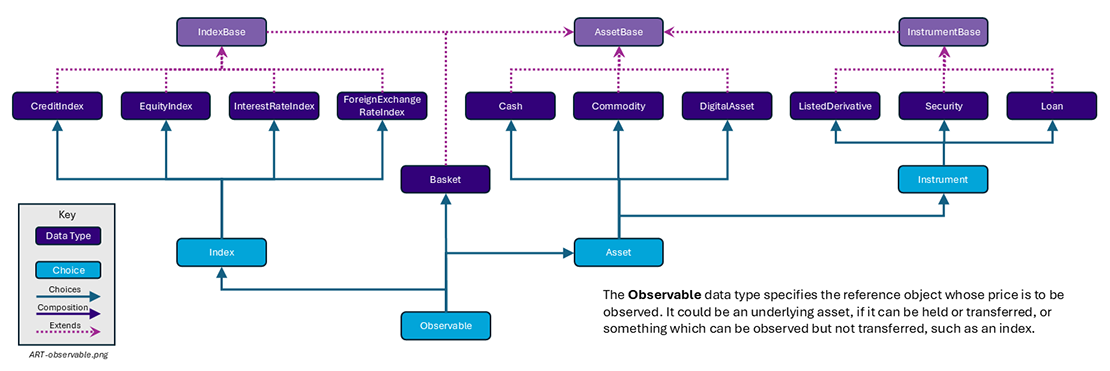 IndexBase
AssetBase
InstrumentBase
CreditIndex
EquityIndex
InterestRateIndex
ForeignExchange
RateIndex
Cash
Commodity
DigitalAsset
ListedDerivative
Security
Loan
Basket
Instrument
Key
Data Type
Choice
Choices
Composition
Extends
ART-observable.png
Index
Asset
Observable
The Observable data type specifies the reference object whose price is to be
observed. It could be an underlying asset, if it can be held or transferred, or
something which can be observed but not transferred, such as an index.